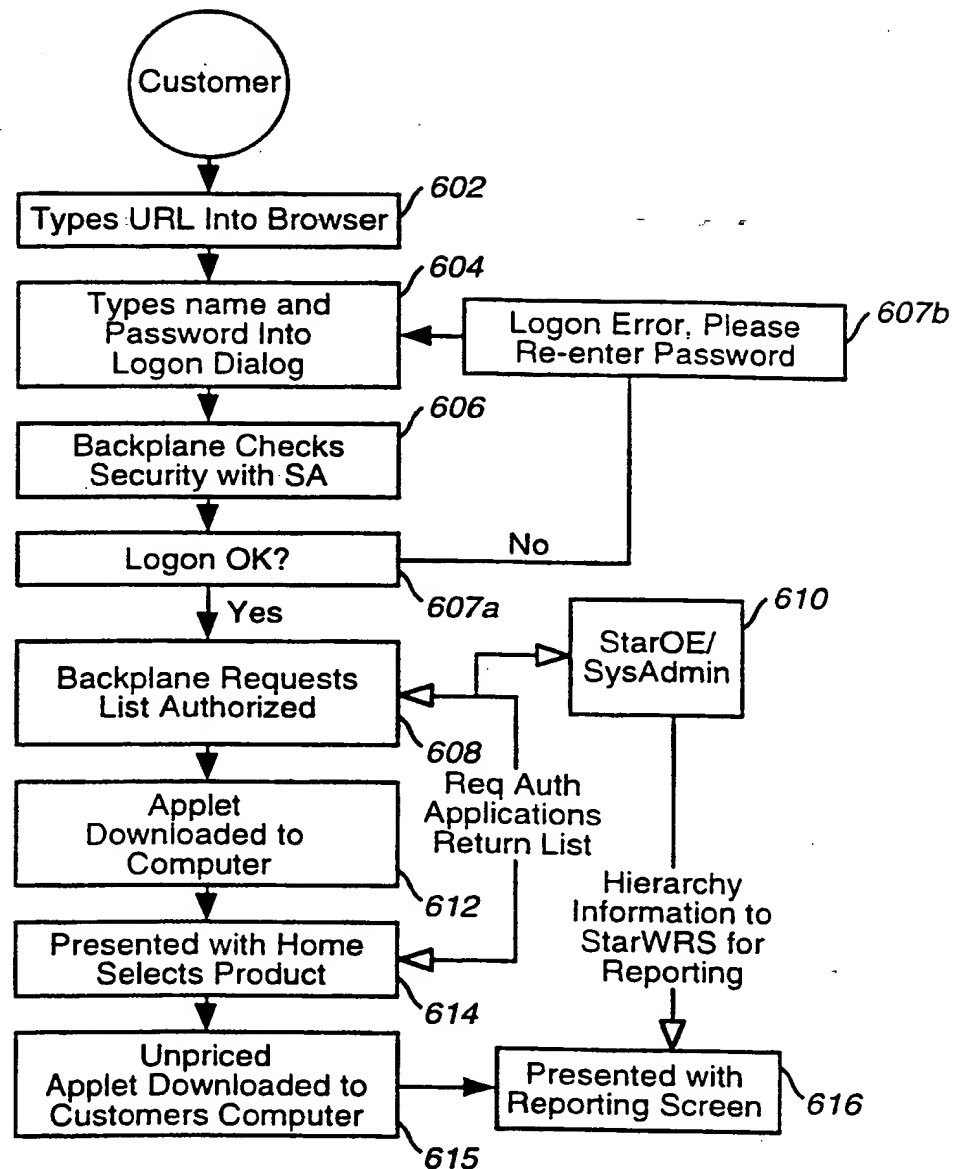 Customer
602
Types URL Into Browser
604
Types name and
Password Into
Logon Dialog
Logon Error, Please
Re-enter Password
607b
606
Backplane Checks
Security with SA
Logon OK?
No
607a
Yes
610
StarOE/
SysAdmin
Backplane Requests
List Authorized
608
Req Auth
Applications
Return List
Applet
Downloaded to
Computer
612
Hierarchy
Information to
StarWRS for
Reporting
Presented with Home
Selects Product
614
Unpriced
Applet Downloaded to
Customers Computer
615
Presented with
Reporting Screen
616